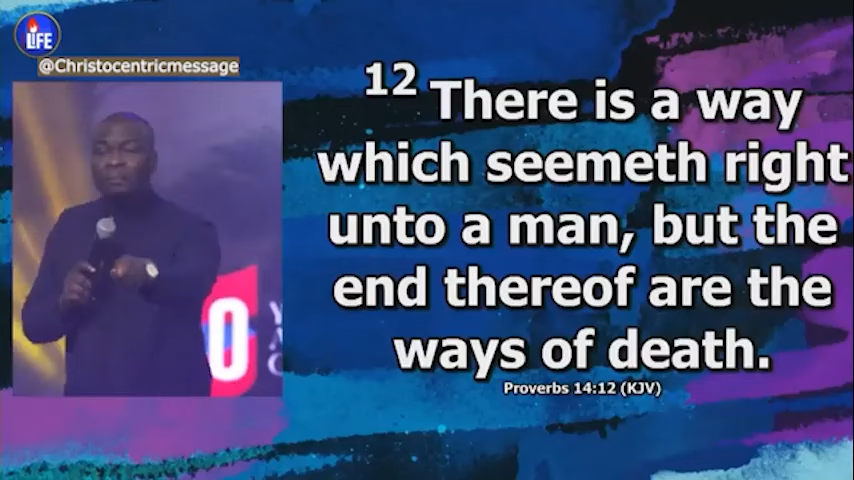 LIFE
@Christocentricmessage
12 There is a way
which seemeth right
unto a man, but the
end thereof are the
ways of death.
Proverbs 14:12 (KJV)